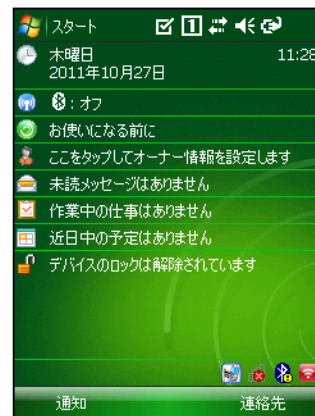 スタート
木曜日
11:28
2011年10月27日
: オフ
お使いになる前に
ここをタップしてオーナー情報を設定します
未読メッセージはありません
作業中の仕事はありません
近日中の予定はありません
デバイスのロックは解除されています
通知
連絡先